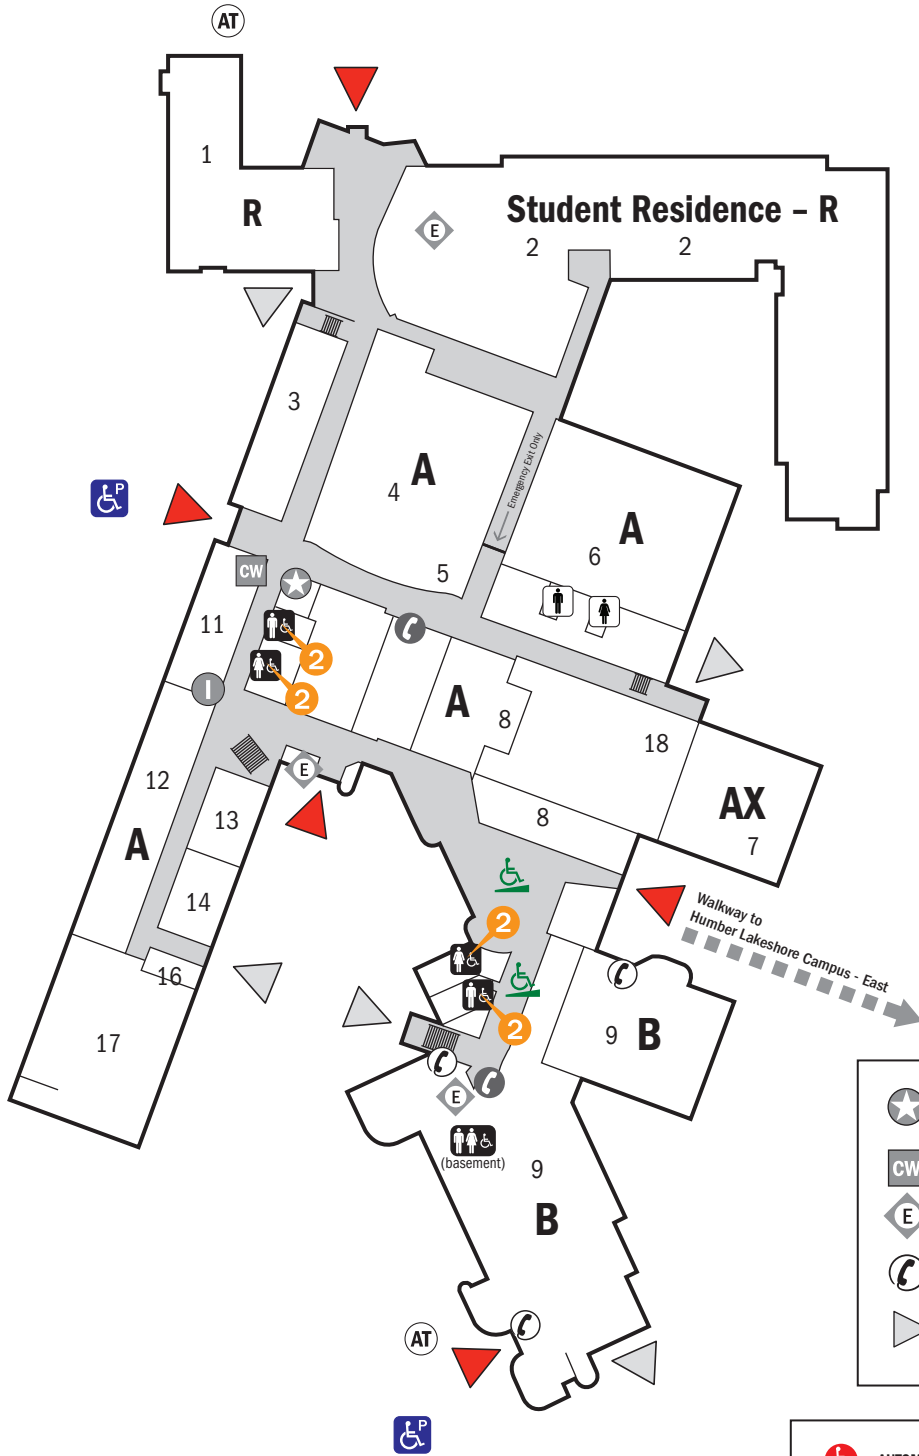 AT
1
R
Student Residence – R
E
2
2
3
A
4
Emergency Exit Only
P
A
6
5
CW
11
2
2
I
A
8
18
12
E
AX
13
8
7
A
14
2
Walkway to
Humber Lakeshore Campus - East
16
17
2
9
B
E
CW
(basement)
9
E
B
AT
P